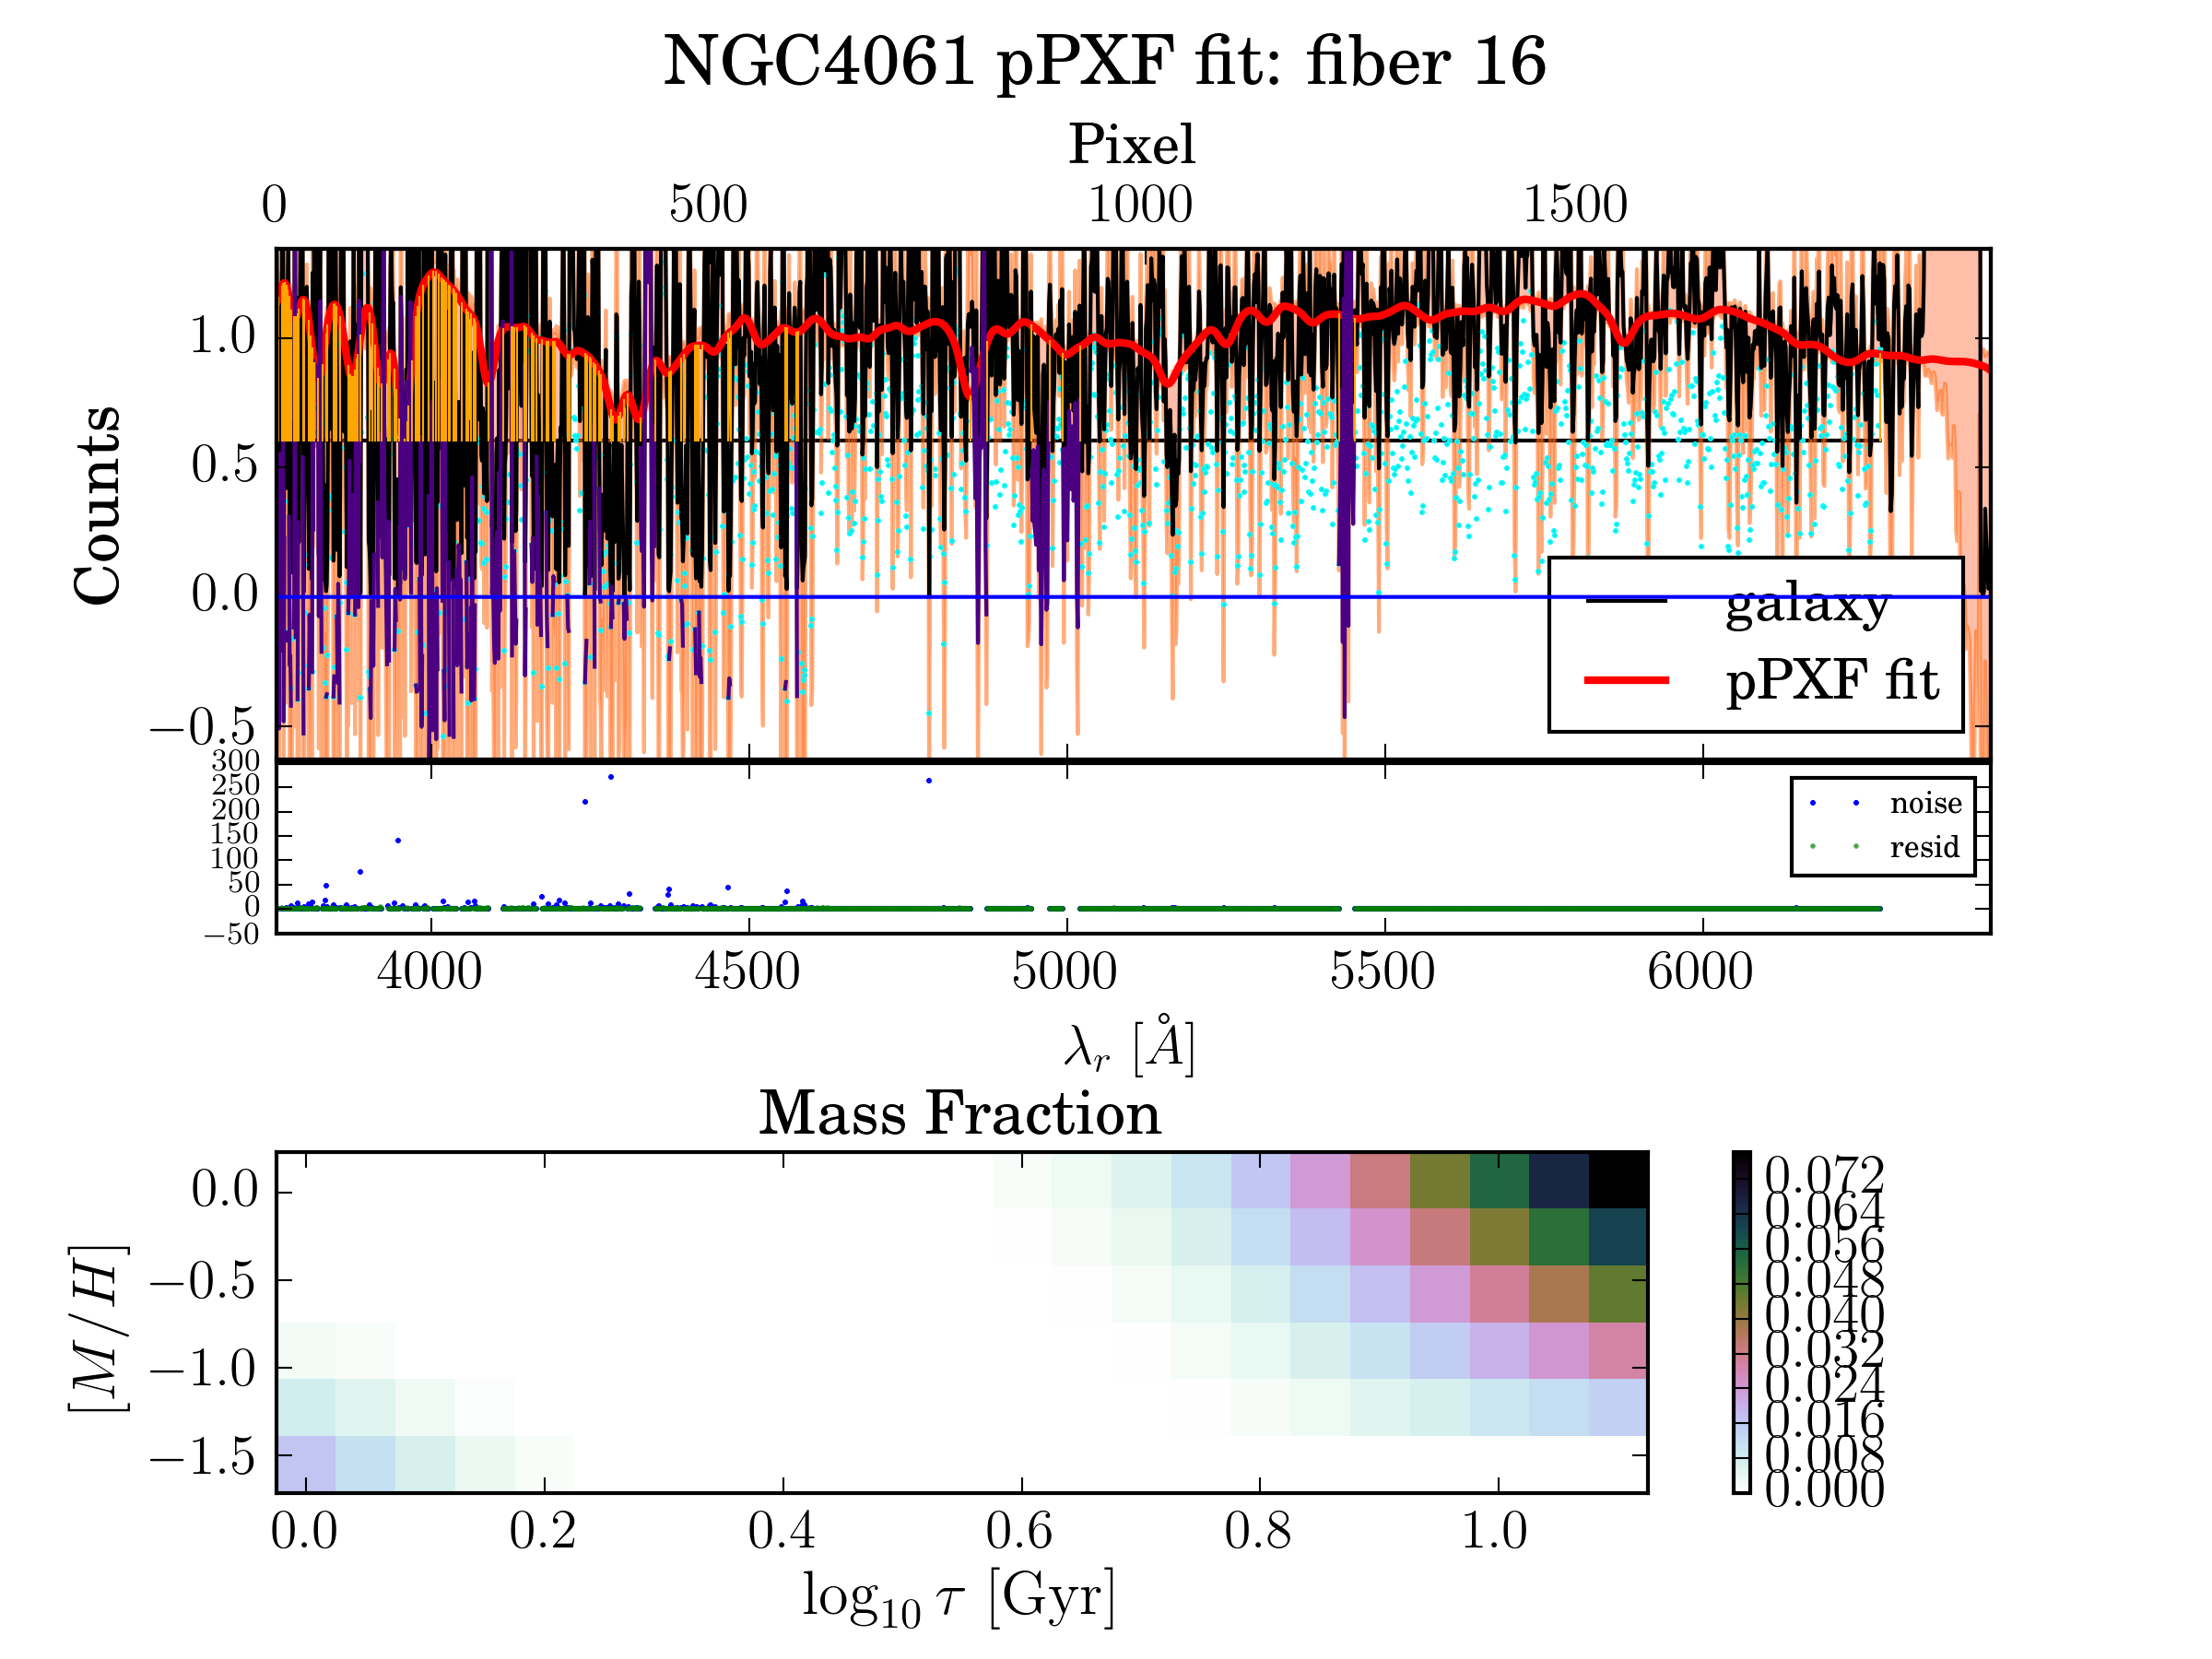 NGC4061 pPXF fit: fiber 16
Pixel
0 500 1000 1500
Counts
1.0
0.5
0.0
−0.5
galaxy
pPXF fit
300
250
200
150
100
50
0
−50
noise
resid
4000 4500 5000 5500 6000
λr [Å]
Mass Fraction
[M/H]
0.0
−0.5
−1.0
−1.5
0.0 0.2 0.4 0.6 0.8 1.0
log10 τ [Gyr]
0.072
0.064
0.056
0.048
0.040
0.032
0.024
0.016
0.008
0.000